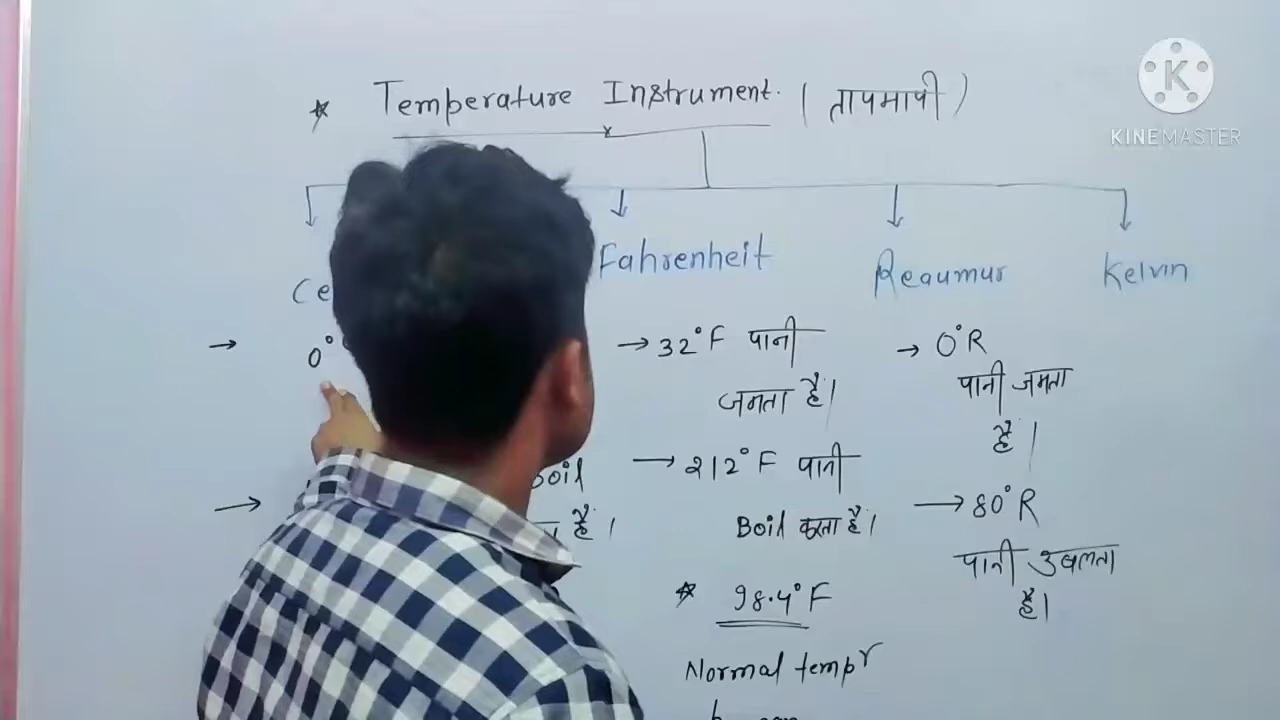 * Temperature Instrument. (तापमापी)
KINEMASTER
Fahrenheit
Reaumur
Kelvin
Ce
→ 0°
→ 32°F पानी
जमता है।
→ 0°R
पानी जमता
है।
→
Boil
है।
→ 212°F पानी
Boil करता है।
→ 80°R
पानी उबलता
है।
* 98.4°F
Normal tempr